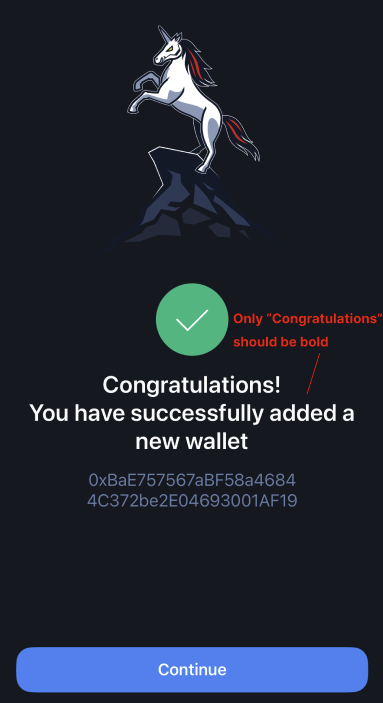 Only "Congratulations"
should be bold
Congratulations!
You have successfully added a
new wallet
0xBaE757567aBF58a4684
4C372be2E04693001AF19
Continue